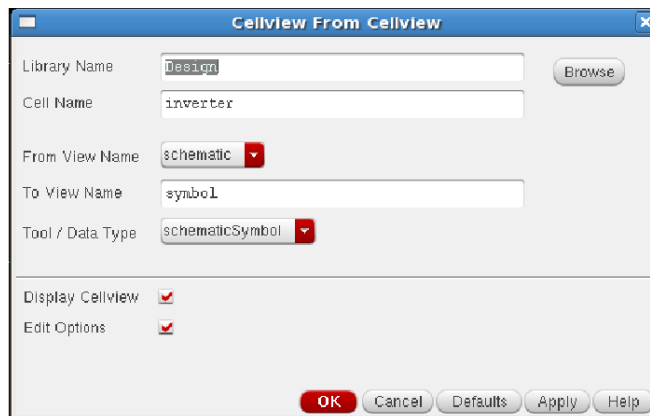 Cellview From Cellview
Library Name Design Browse
Cell Name inverter
From View Name schematic
To View Name symbol
Tool / Data Type schematicSymbol
Display Cellview
Edit Options
OK Cancel Defaults Apply Help